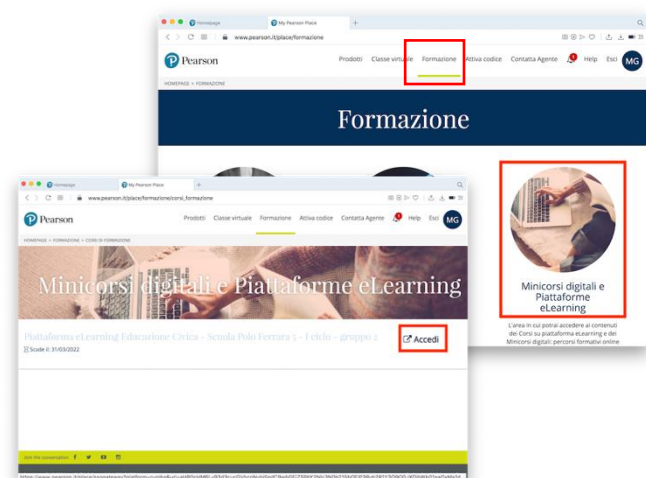 Homepage
My Pearson Place
www.pearson.it/place/formazione
Pearson
Prodotti Classe virtuale Formazione Attiva codice Contatta Agente Help Esci MG
HOMEPAGE > FORMAZIONE
Formazione
Minicorsi digitali e
Piattaforme
eLearning
L'area in cui potrai accedere ai contenuti
dei Corsi su piattaforma eLearning e dei
Minicorsi digitali: percorsi formativi online
Homepage
My Pearson Place
www.pearson.it/place/formazione/corsi_formazione
Pearson
Prodotti Classe virtuale Formazione Attiva codice Contatta Agente Help Esci MG
HOMEPAGE > FORMAZIONE > CORSI DI FORMAZIONE
Minicorsi digitali e Piattaforme eLearning
Piattaforma eLearning Educazione Civica - Scuola Polo Ferrara 5 - I ciclo - gruppo 2
Accedi
Scade il: 31/03/2022
Join the conversation